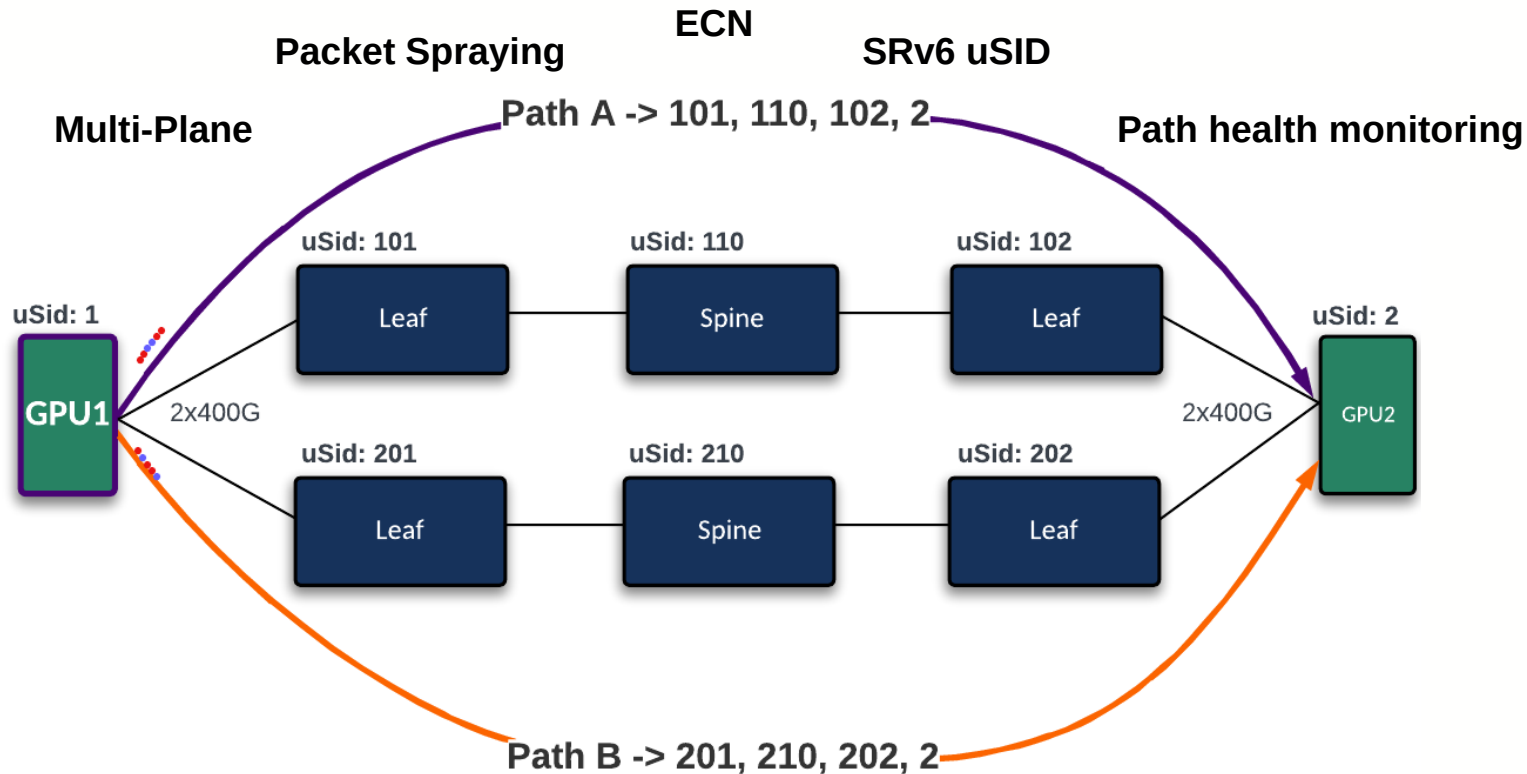 ECN
Packet Spraying
SRv6 uSID
Path A -> 101, 110, 102, 2
Multi-Plane
Path health monitoring
uSid: 101
uSid: 110
uSid: 102
Leaf
Spine
Leaf
uSid: 1
uSid: 2
GPU1
2x400G
2x400G
GPU2
uSid: 201
uSid: 210
uSid: 202
Leaf
Spine
Leaf
Path B -> 201, 210, 202, 2